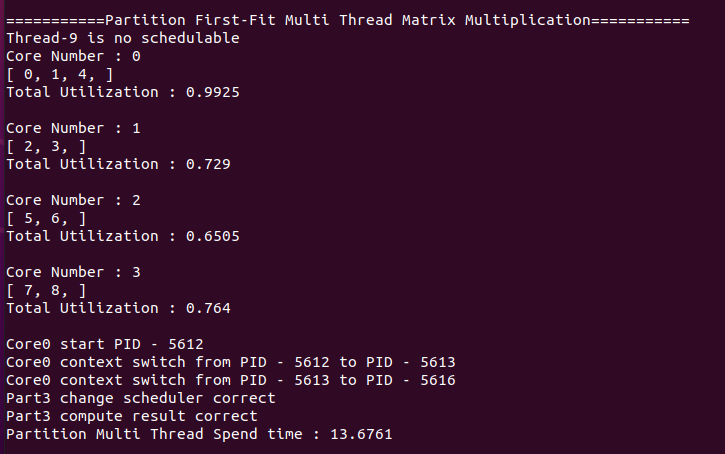 ===========Partition First-Fit Multi Thread Matrix Multiplication===========
Thread-9 is no schedulable
Core Number : 0
[ 0, 1, 4, ]
Total Utilization : 0.9925
Core Number : 1
[ 2, 3, ]
Total Utilization : 0.729
Core Number : 2
[ 5, 6, ]
Total Utilization : 0.6505
Core Number : 3
[ 7, 8, ]
Total Utilization : 0.764
Core0 start PID - 5612
Core0 context switch from PID - 5612 to PID - 5613
Core0 context switch from PID - 5613 to PID - 5616
Part3 change scheduler correct
Part3 compute result correct
Partition Multi Thread Spend time : 13.6761